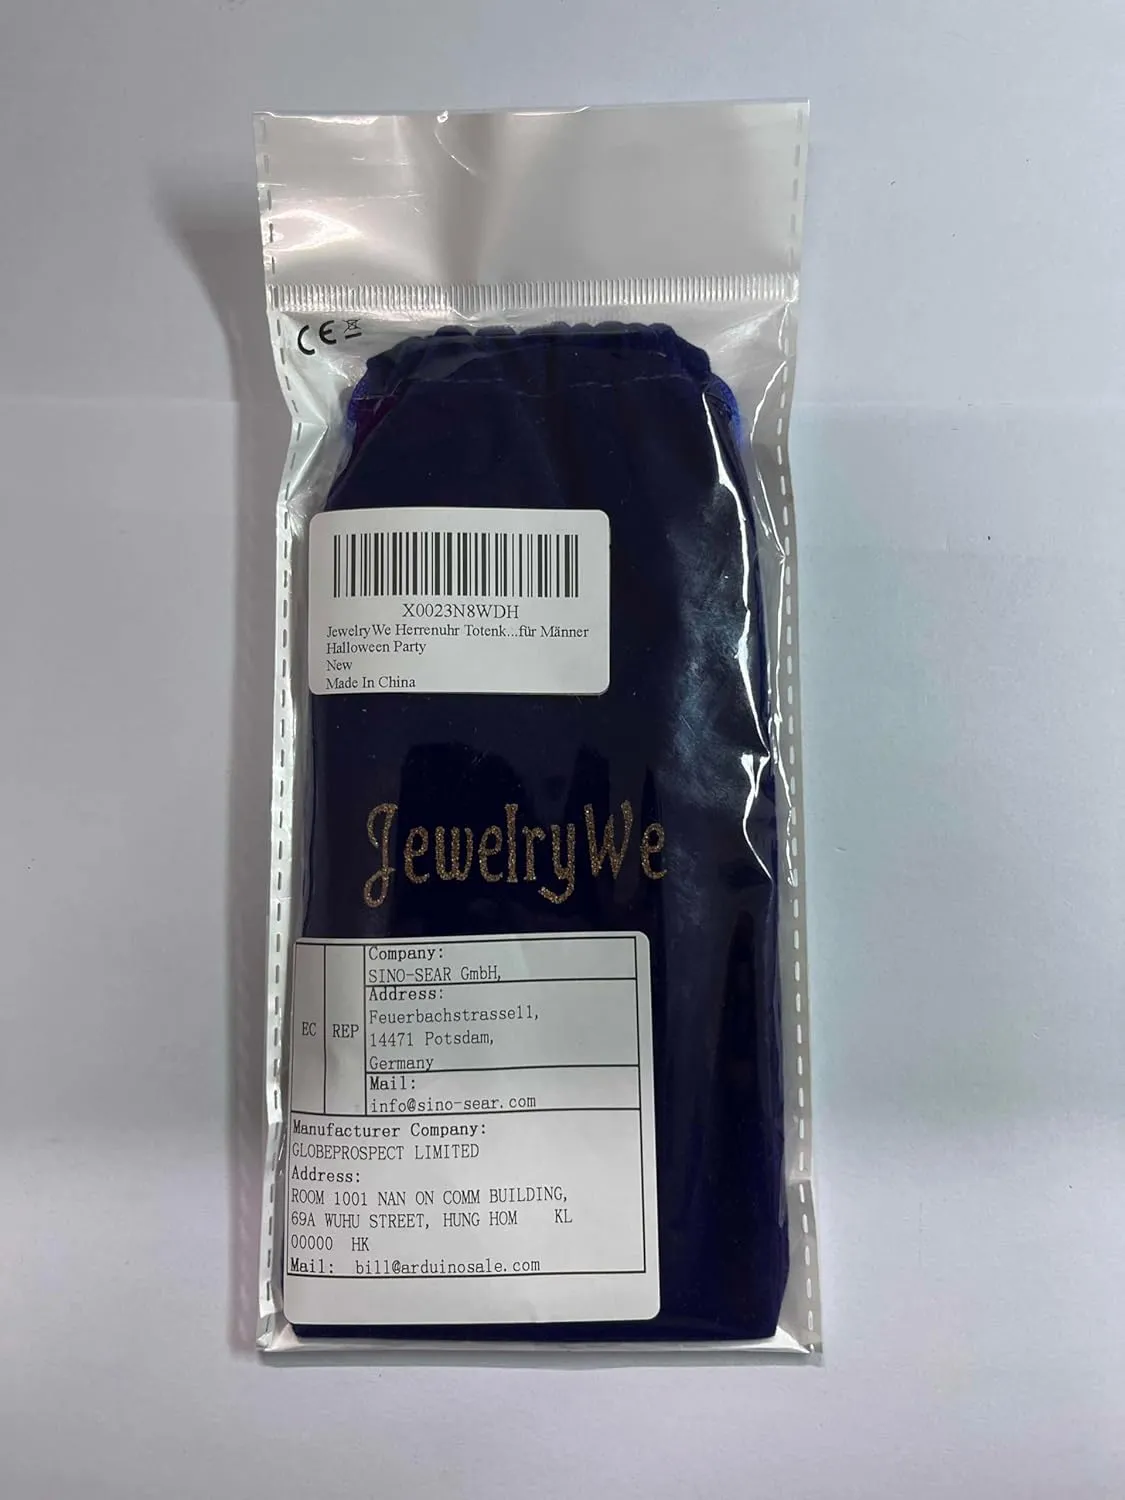 CE
X0023N8WDH
JewelryWe Herrenuhr Totenk...für Männer
Halloween Party
New
Made In China
JewelryWe
EC REP
Company:
SINO-SEAR GmbH,
Address:
Feuerbachstrasse11,
14471 Potsdam,
Germany
Mail:
info@sino-sear.com
Manufacturer Company:
GLOBEPROSPECT LIMITED
Address:
ROOM 1001 NAN ON COMM BUILDING,
69A WUHU STREET, HUNG HOM KL
00000 HK
Mail: bill@arduinosale.com